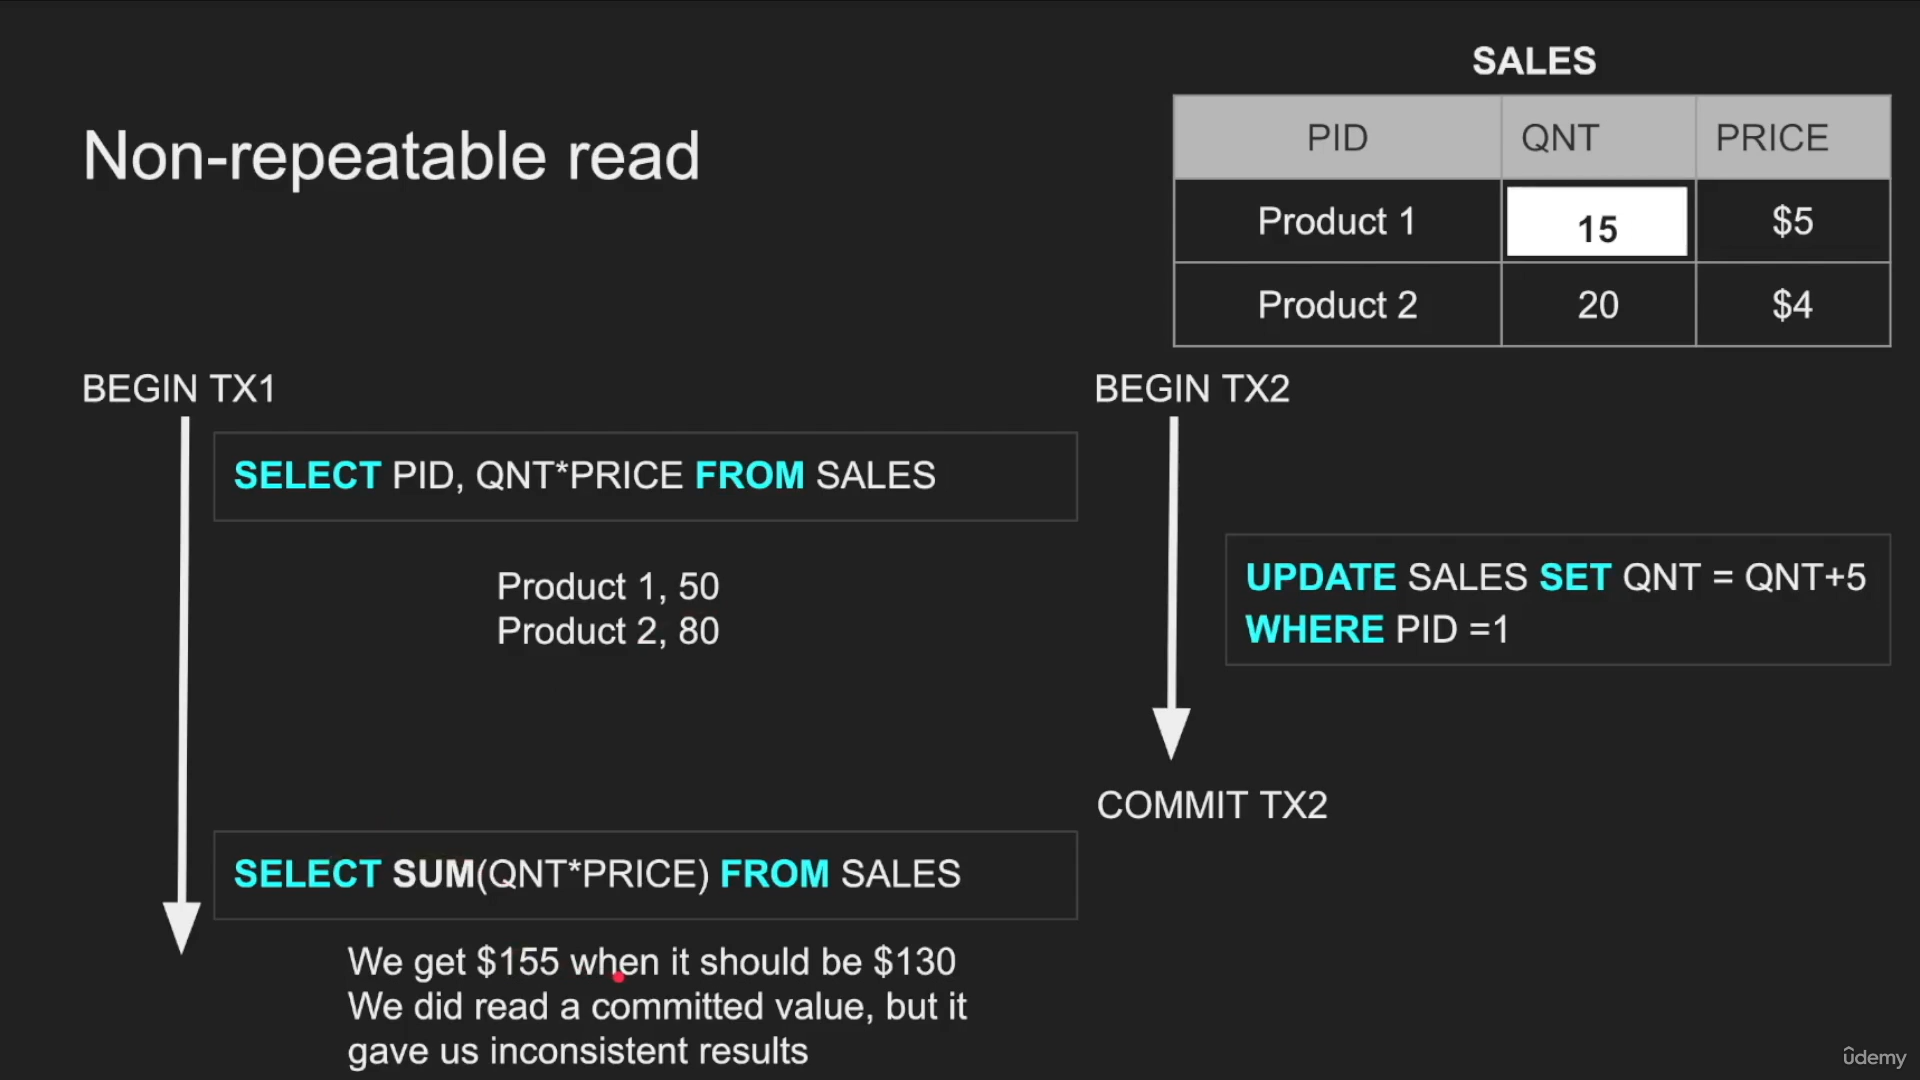 SALES
PID QNT PRICE
Product 1 15 $5
Product 2 20 $4
Non-repeatable read
BEGIN TX1
SELECT PID, QNT*PRICE FROM SALES
Product 1, 50
Product 2, 80
SELECT SUM(QNT*PRICE) FROM SALES
We get $155 when it should be $130
We did read a committed value, but it
gave us inconsistent results
BEGIN TX2
UPDATE SALES SET QNT = QNT+5
WHERE PID =1
COMMIT TX2
ûdemy